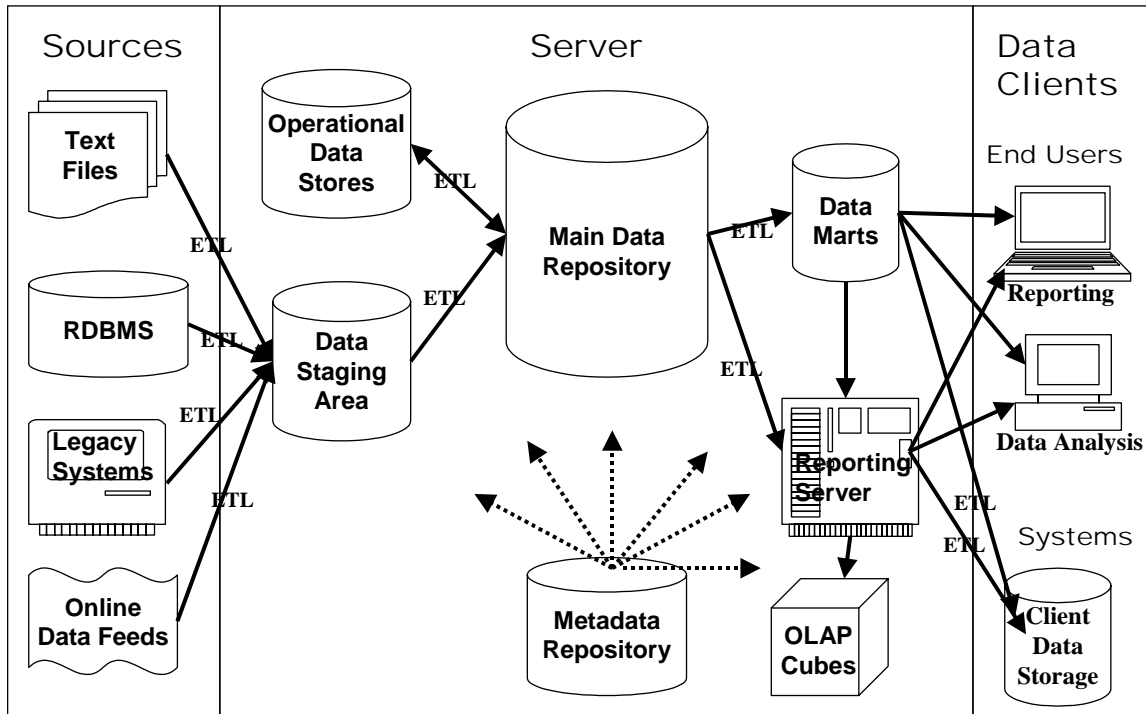 Sources
Server
Data
Clients
Text
Files
Operational
Data
Stores
End Users
ETL
ETL
Main Data
Repository
ETL
Data
Marts
Reporting
RDBMS
ETL
Data
Staging
Area
ETL
ETL
Data Analysis
Legacy
Systems
ETL
Reporting
Server
ETL
ETL
ETL
Systems
Online
Data Feeds
Metadata
Repository
OLAP
Cubes
Client
Data
Storage